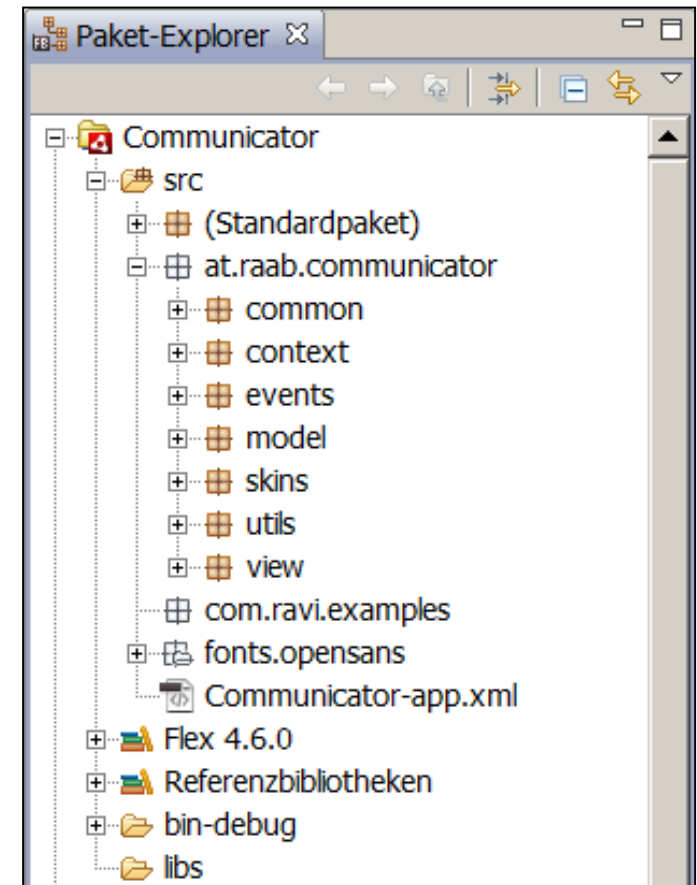 Paket-Explorer
Communicator
src
(Standardpaket)
at.raab.communicator
common
context
events
model
skins
utils
view
com.ravi.examples
fonts.opensans
Communicator-app.xml
Flex 4.6.0
Referenzbibliotheken
bin-debug
libs